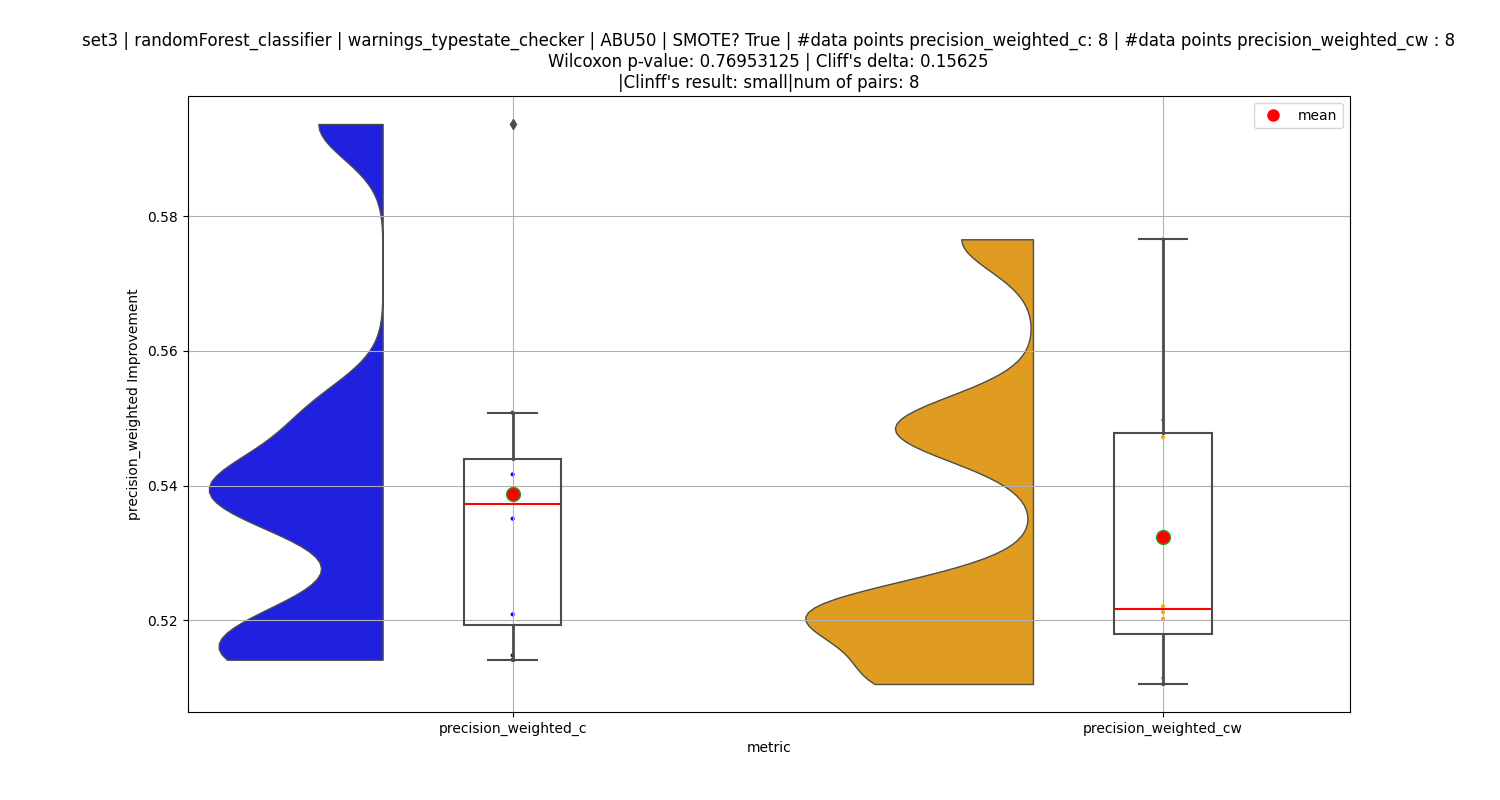 set3 | randomForest_classifier | warnings_typestate_checker | ABU50 | SMOTE? True | #data points precision_weighted_c: 8 | #data points precision_weighted_cw : 8
Wilcoxon p-value: 0.76953125 | Cliff's delta: 0.15625
|Clinff's result: small|num of pairs: 8
mean
0.58
0.56
0.54
0.52
precision_weighted Improvement
precision_weighted_c
precision_weighted_cw
metric